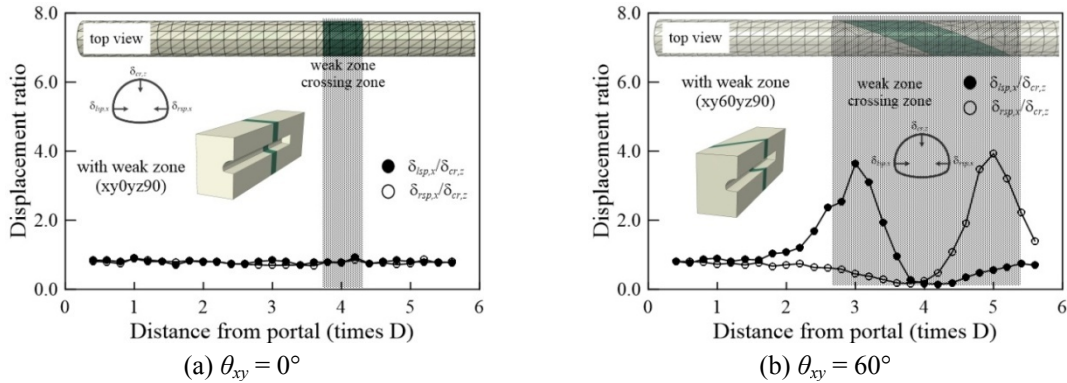 8.0
6.0
4.0
2.0
0.0
Displacement ratio
top view
weak zone
crossing zone
δcr,z
δlsp,x
δrsp,x
with weak zone
(xy0yz90)
δlsp,x/δcr,z
δrsp,x/δcr,z
0 1 2 3 4 5 6
Distance from portal (times D)
(a) θxy = 0°
8.0
6.0
4.0
2.0
0.0
Displacement ratio
top view
with weak zone
(xy60yz90)
weak zone
crossing zone
δlsp,x/δcr,z
δrsp,x/δcr,z
δcr,z
δlsp,x
δrsp,x
0 1 2 3 4 5 6
Distance from portal (times D)
(b) θxy = 60°